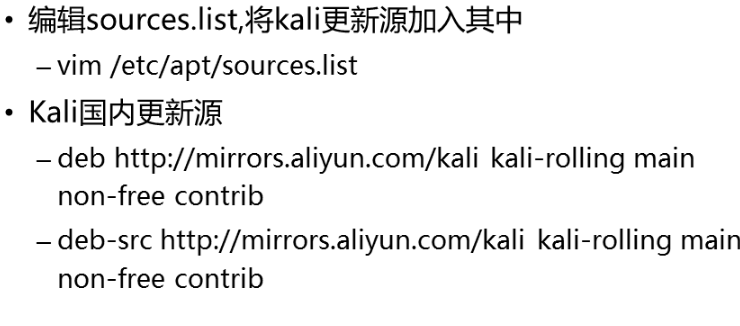 • 编辑sources.list,将kali更新源加入其中
– vim /etc/apt/sources.list
• Kali国内更新源
– deb http://mirrors.aliyun.com/kali kali-rolling main
non-free contrib
– deb-src http://mirrors.aliyun.com/kali kali-rolling main
non-free contrib